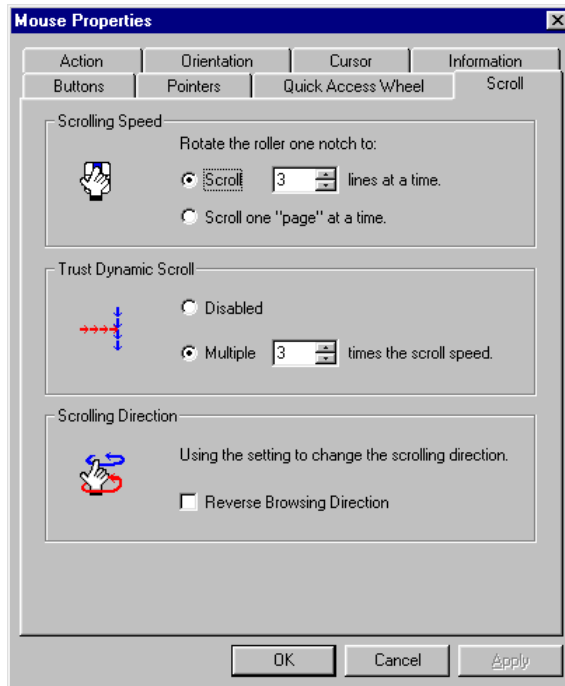 Mouse Properties
Action Orientation Cursor Information
Buttons Pointers Quick Access Wheel Scroll
Scrolling Speed
Rotate the roller one notch to:
Scroll 3 lines at a time.
Scroll one "page" at a time.
Trust Dynamic Scroll
Disabled
Multiple 3 times the scroll speed.
Scrolling Direction
Using the setting to change the scrolling direction.
Reverse Browsing Direction
OK Cancel Apply